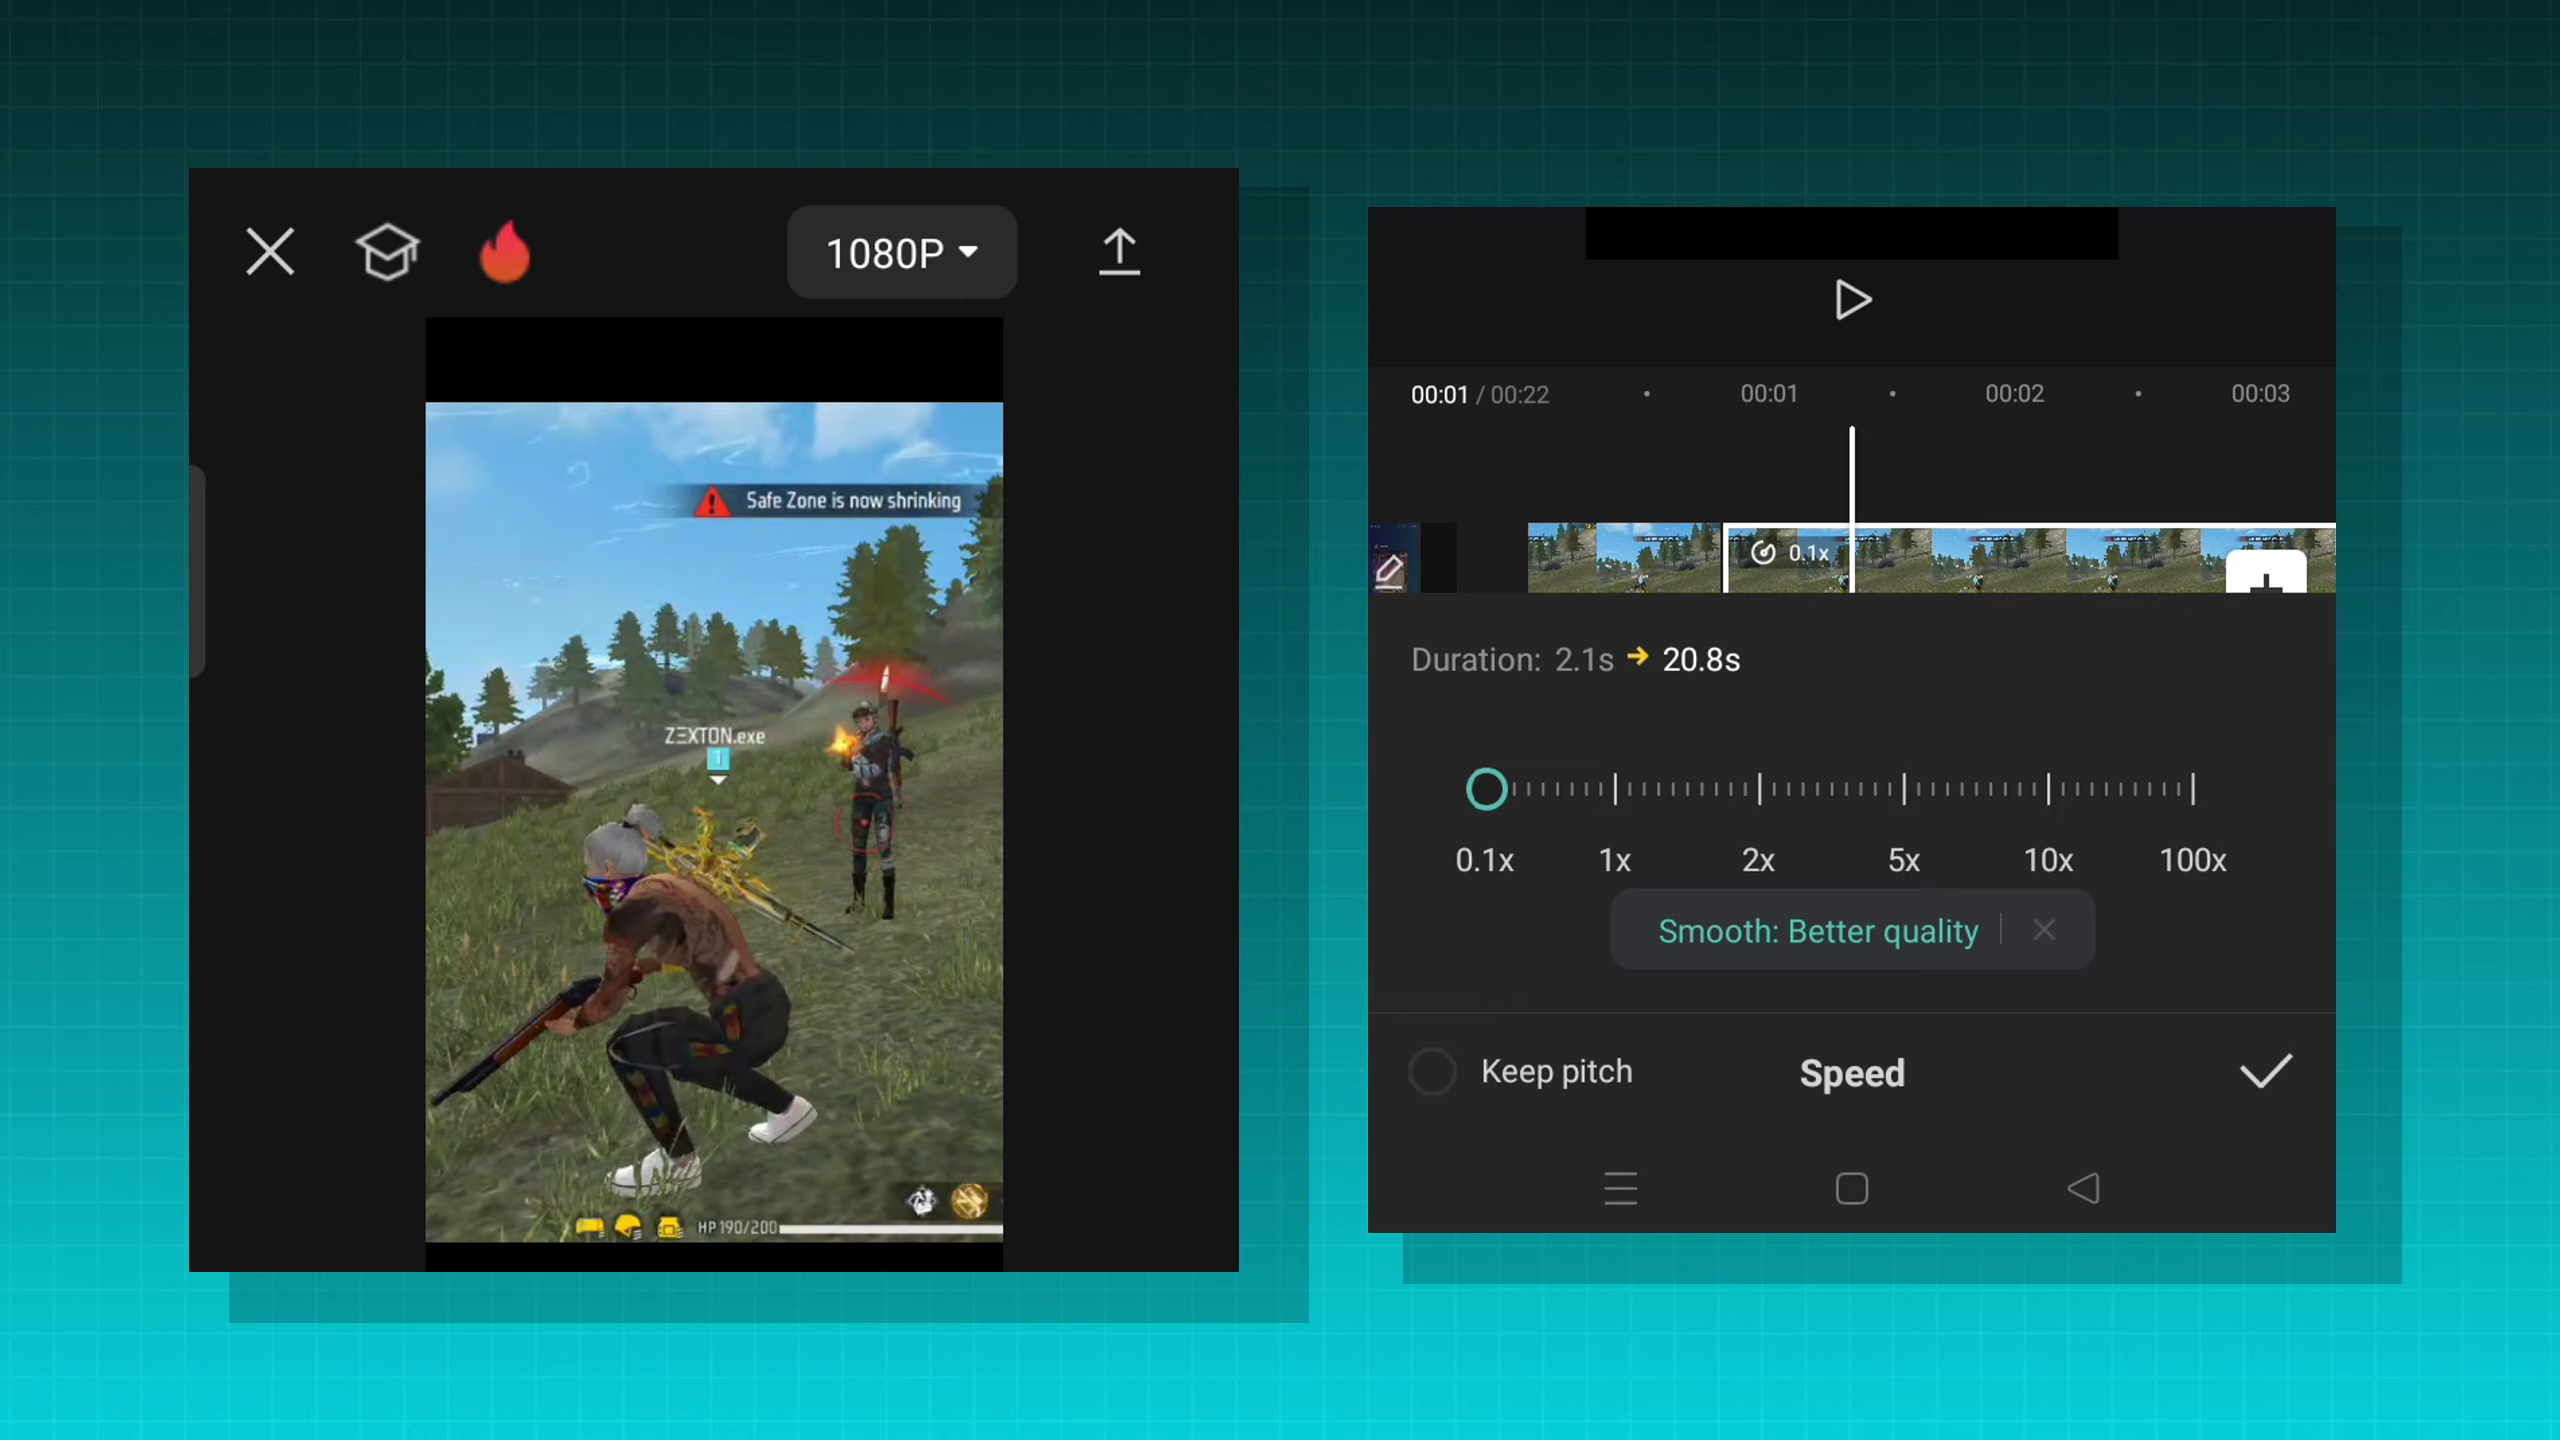 1080P
Safe Zone is now shrinking
ZΞXTON.exe
1
HP 190/200
00:01 / 00:22 00:01 00:02 00:03
0.1x
Duration: 2.1s → 20.8s
0.1x 1x 2x 5x 10x 100x
Smooth: Better quality
Keep pitch Speed